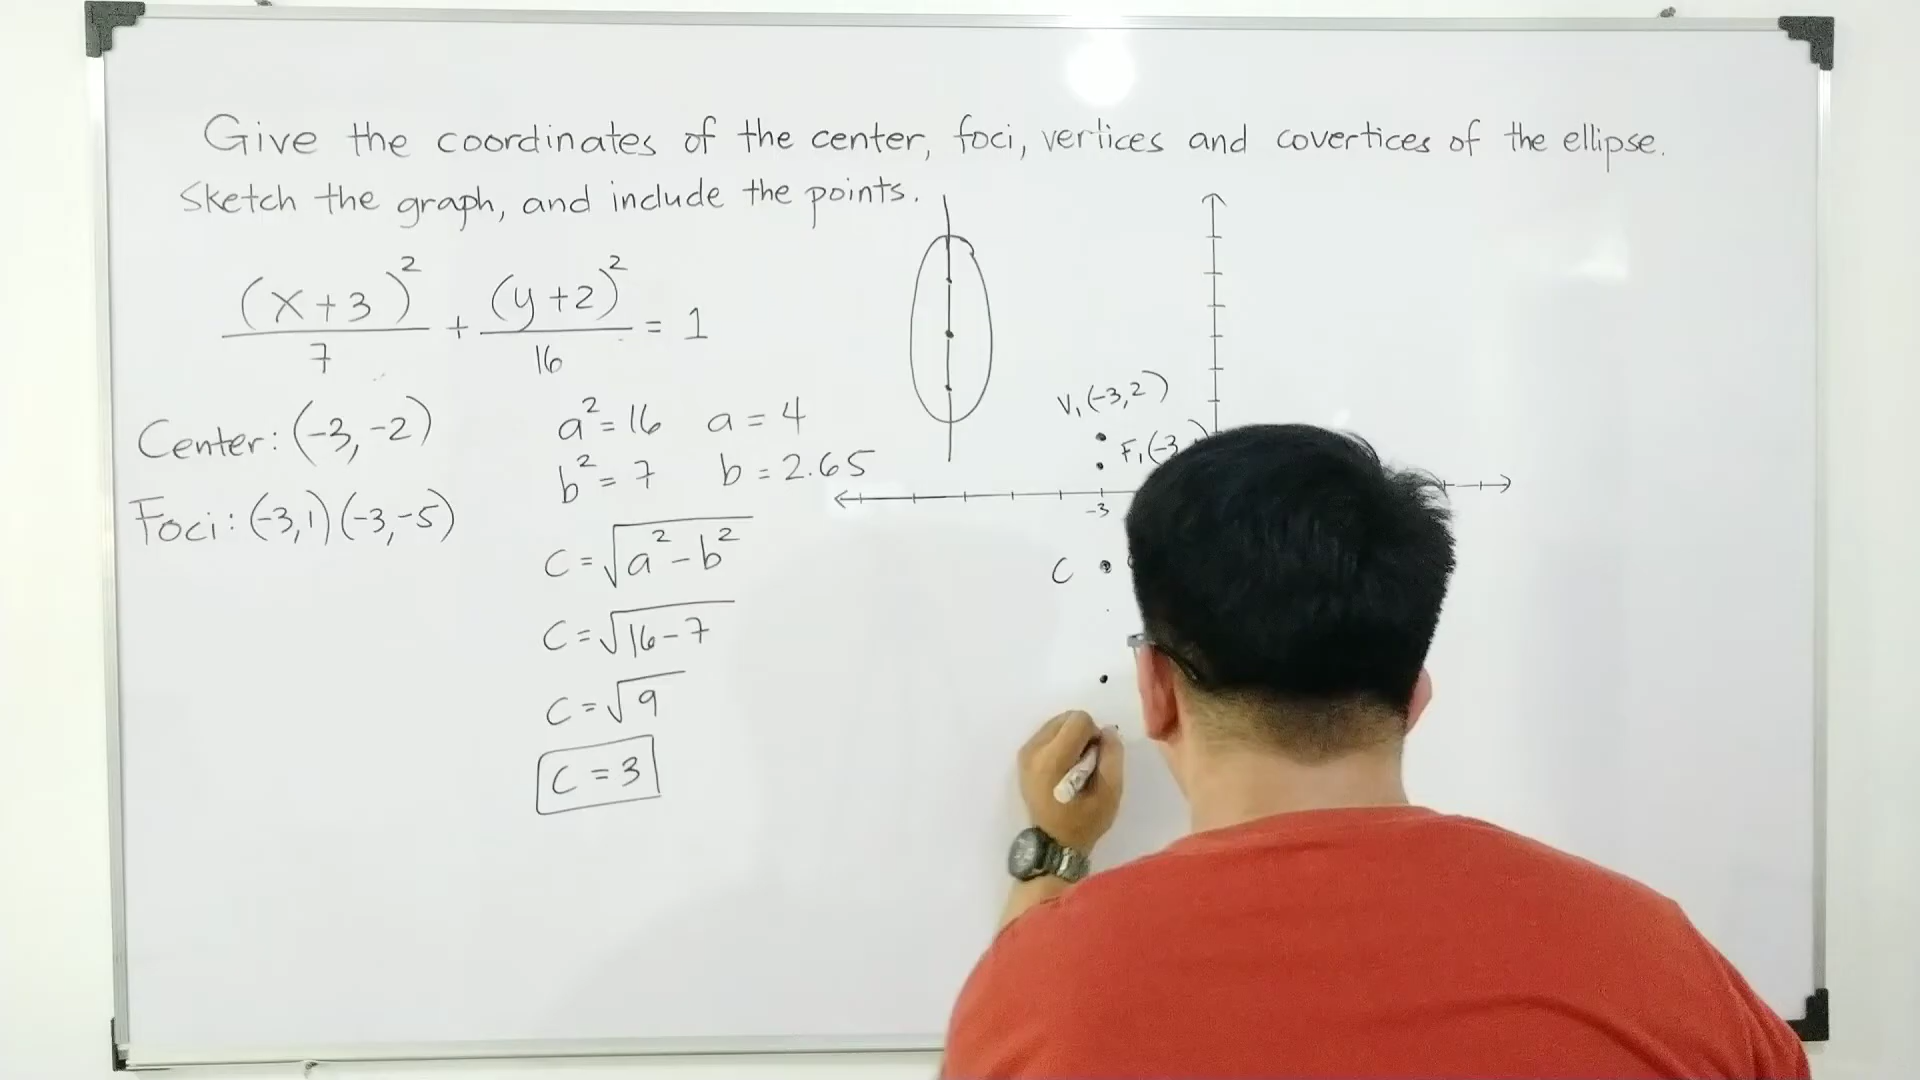 Give the coordinates of the center, foci, vertices and covertices of the ellipse.
Sketch the graph, and include the points.
(x+3)²/7 + (y+2)²/16 = 1
Center: (-3,-2)
Foci: (-3,1)(-3,-5)
a²=16 a=4
b²=7 b=2.65
c=√a²-b²
c=√16-7
c=√9
c=3
V₁(-3,2)
F₁(-3
-3
C